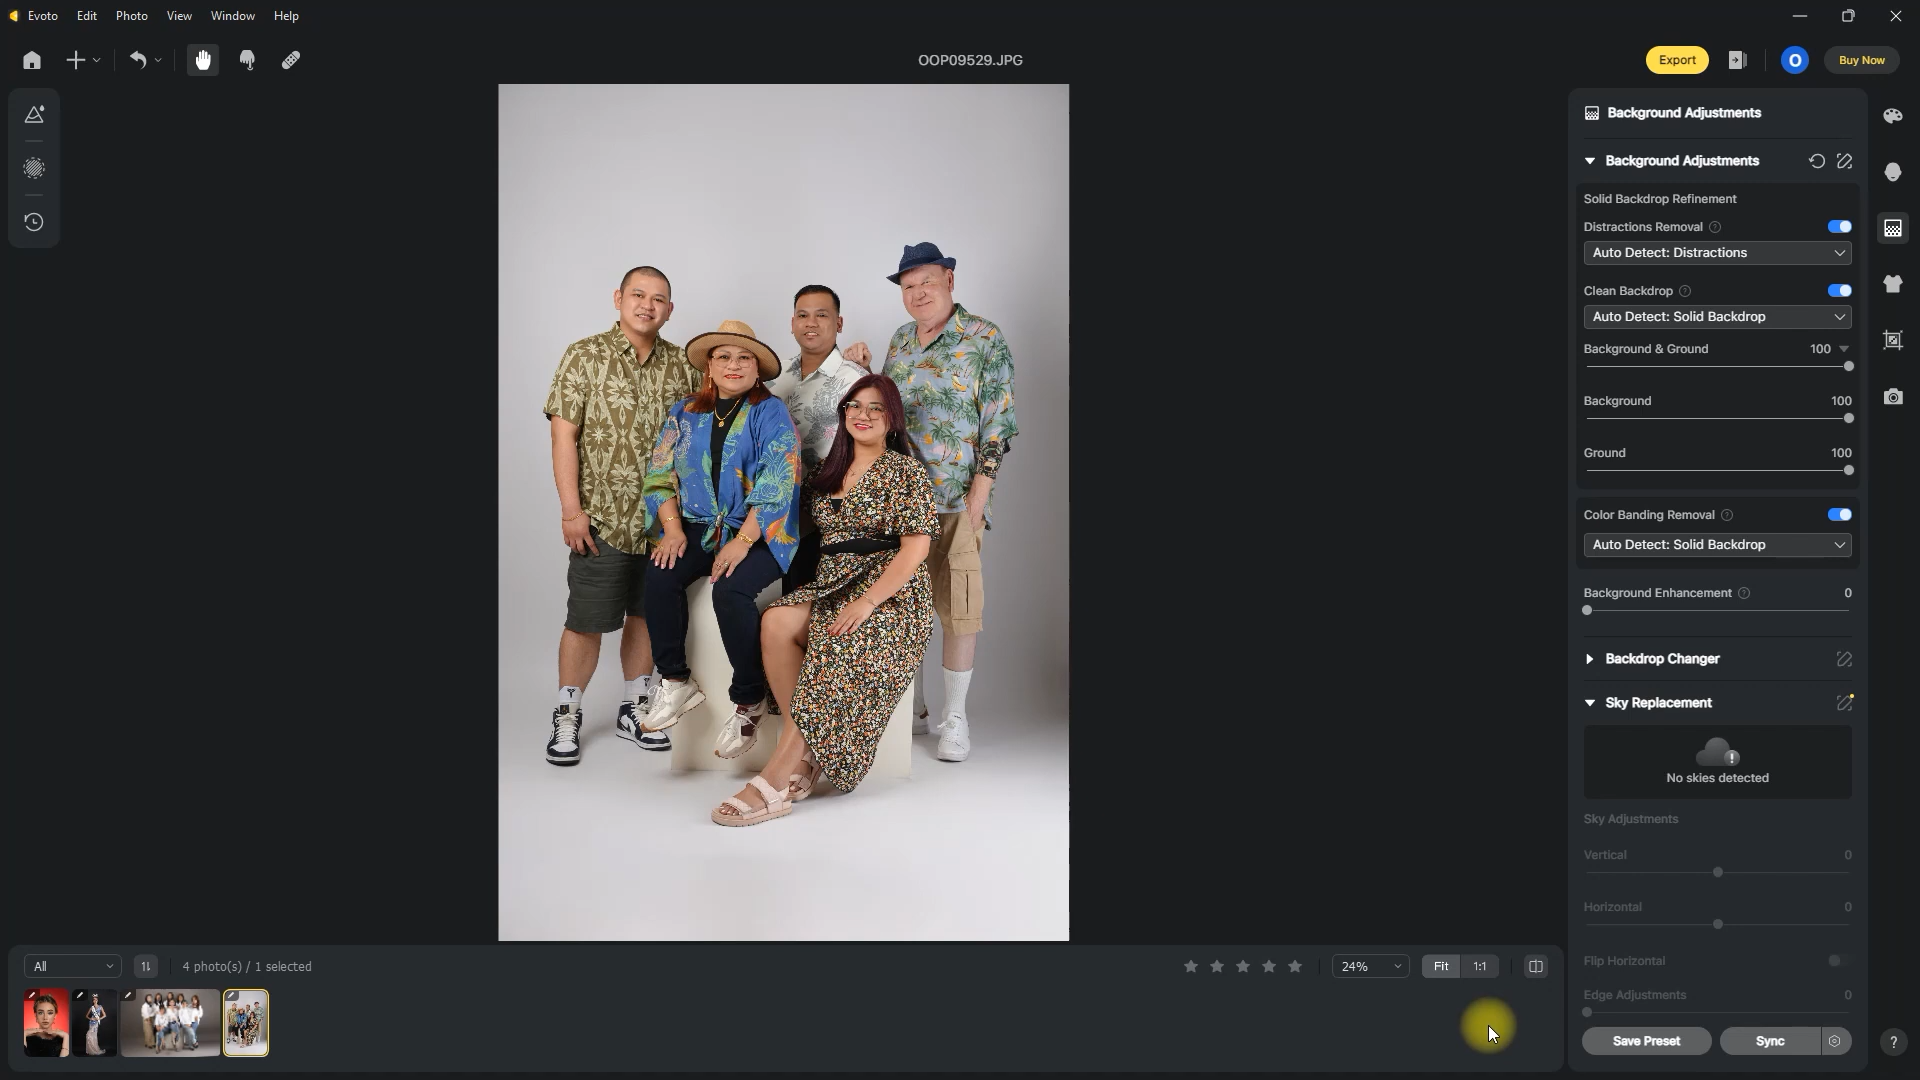 Evoto Edit Photo View Window Help
OOP09529.JPG
Export
O
Buy Now
Background Adjustments
Background Adjustments
Solid Backdrop Refinement
Distractions Removal ?
Auto Detect: Distractions
Clean Backdrop ?
Auto Detect: Solid Backdrop
Background & Ground 100
Background 100
Ground 100
Color Banding Removal ?
Auto Detect: Solid Backdrop
Background Enhancement ? 0
Backdrop Changer
Sky Replacement
No skies detected
Sky Adjustments
Vertical 0
Horizontal 0
Flip Horizontal
Edge Adjustments 0
Save Preset Sync
?
All 4 photo(s) / 1 selected 24% Fit 1:1